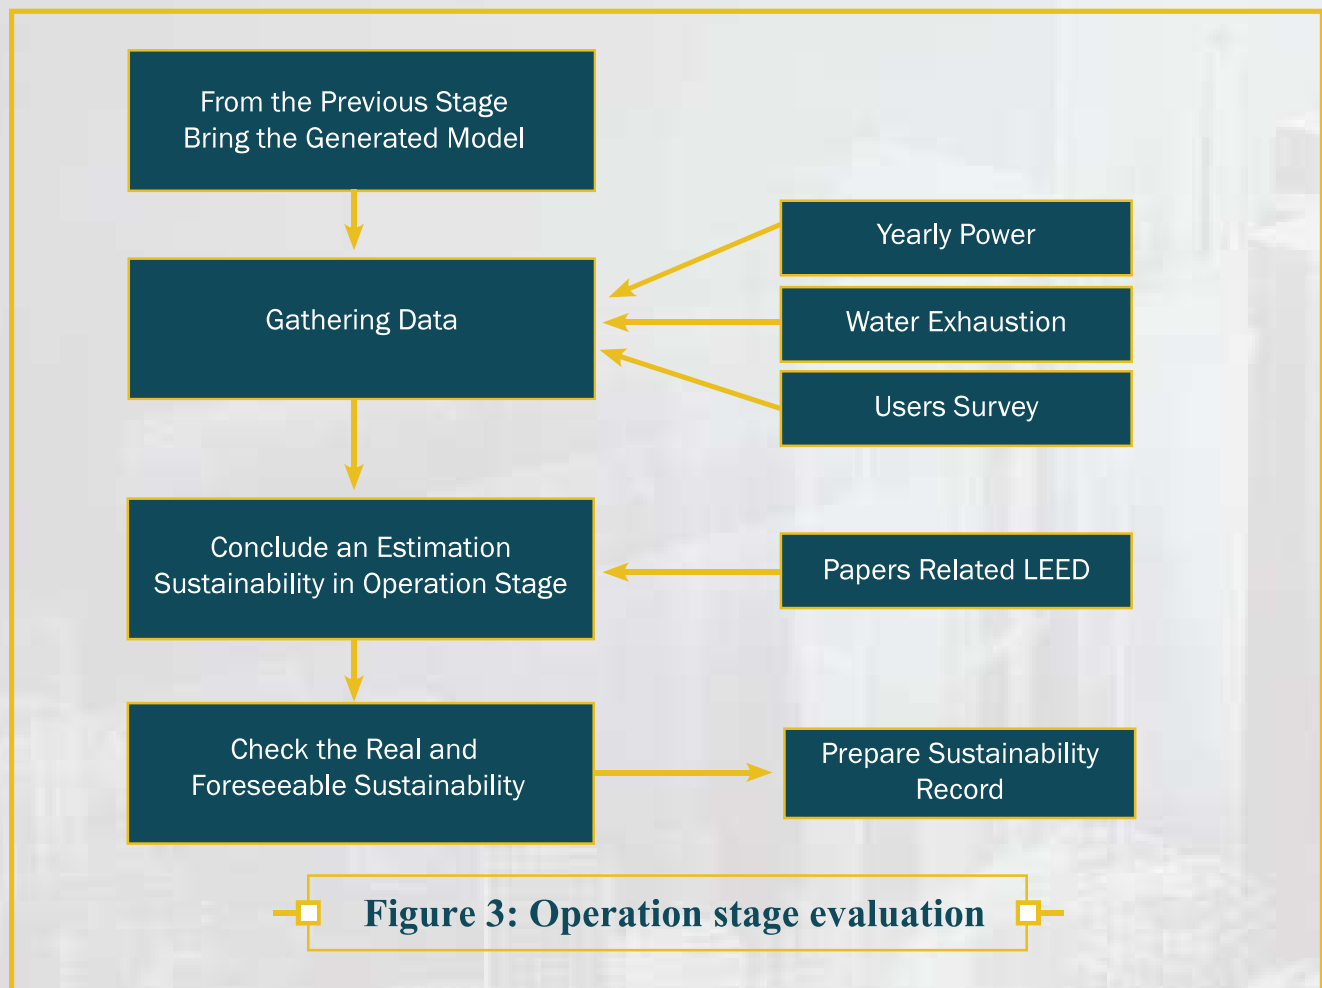 From the Previous Stage
Bring the Generated Model
Yearly Power
Gathering Data
Water Exhaustion
Users Survey
Conclude an Estimation
Sustainability in Operation Stage
Papers Related LEED
Check the Real and
Foreseeable Sustainability
Prepare Sustainability
Record
Figure 3: Operation stage evaluation